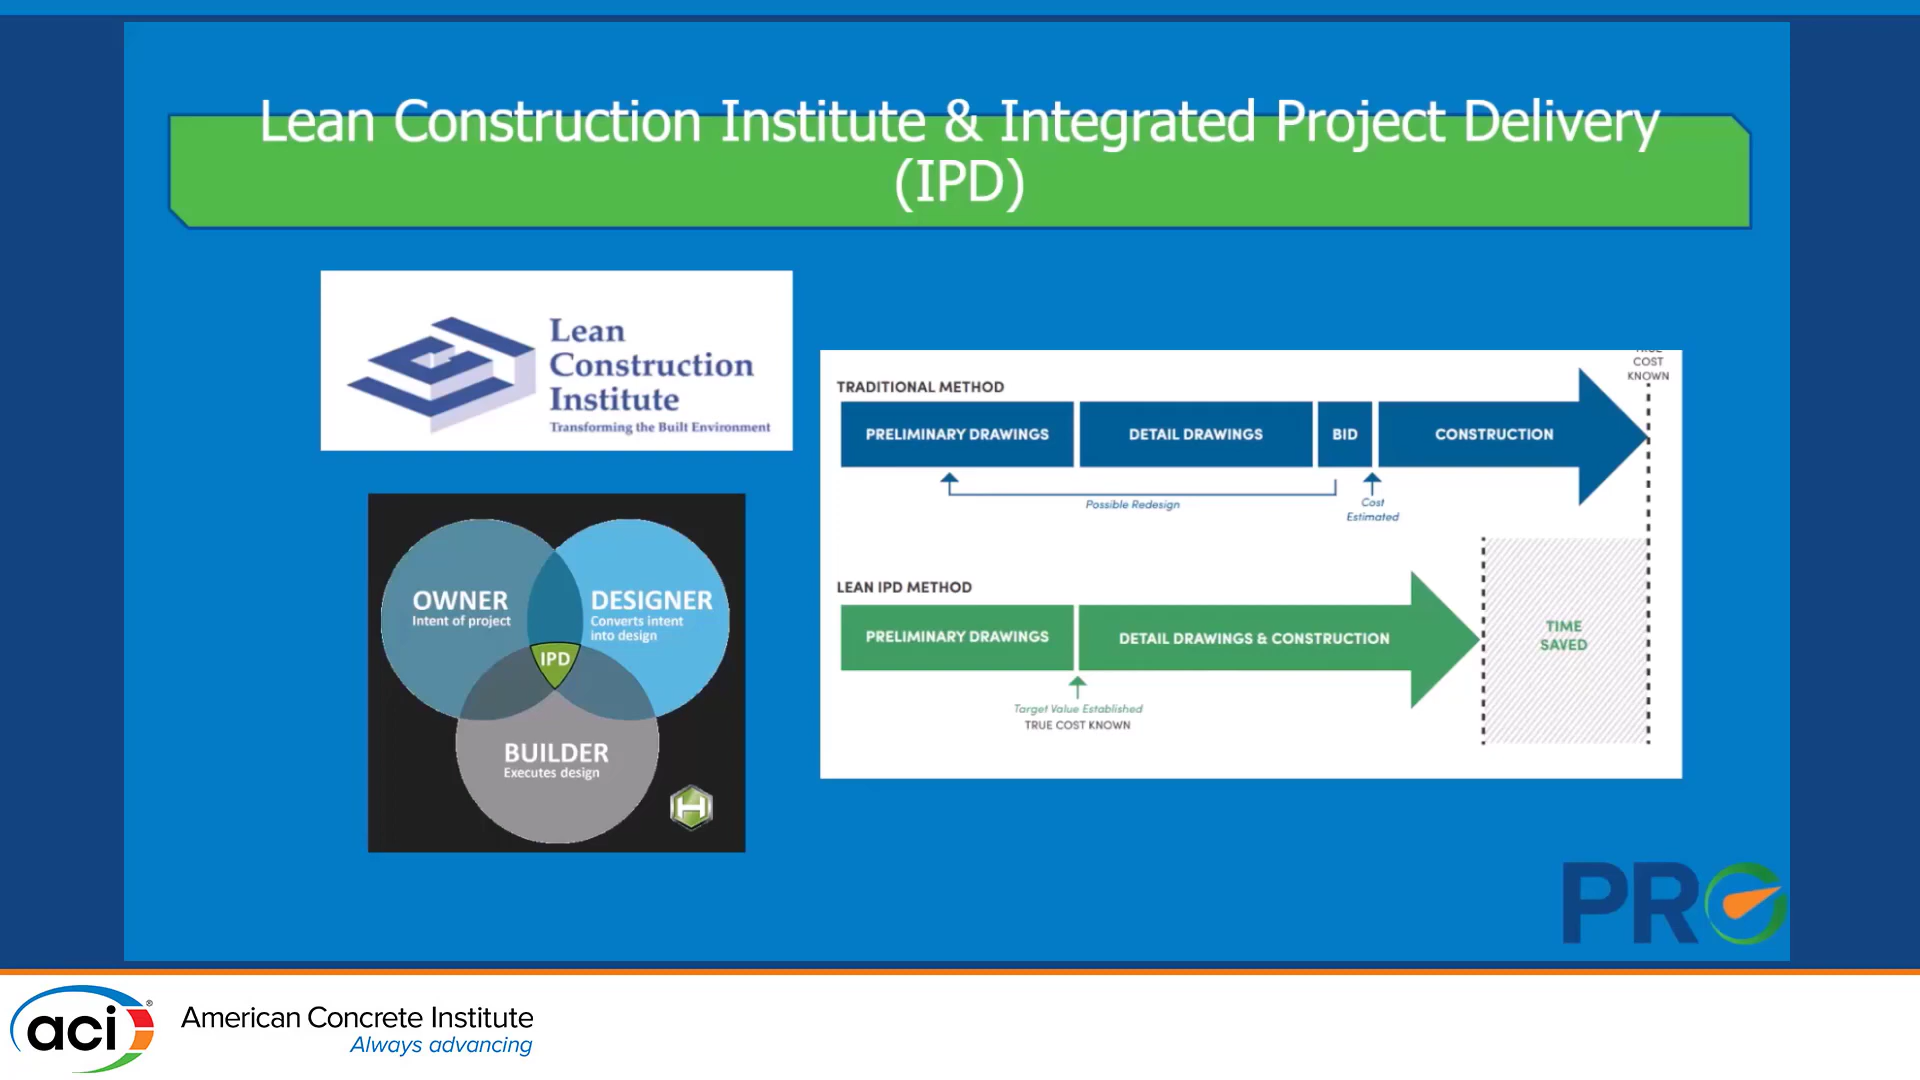 Lean Construction Institute & Integrated Project Delivery
(IPD)
Lean
Construction
Institute
Transforming the Built Environment
OWNER
Intent of project
DESIGNER
Converts intent
into design
IPD
BUILDER
Executes design
H
COST
KNOWN
TRADITIONAL METHOD
PRELIMINARY DRAWINGS
DETAIL DRAWINGS
BID
CONSTRUCTION
Possible Redesign
Cost
Estimated
LEAN IPD METHOD
PRELIMINARY DRAWINGS
DETAIL DRAWINGS & CONSTRUCTION
TIME
SAVED
Target Value Established
TRUE COST KNOWN
PRO
aci®
American Concrete Institute
Always advancing